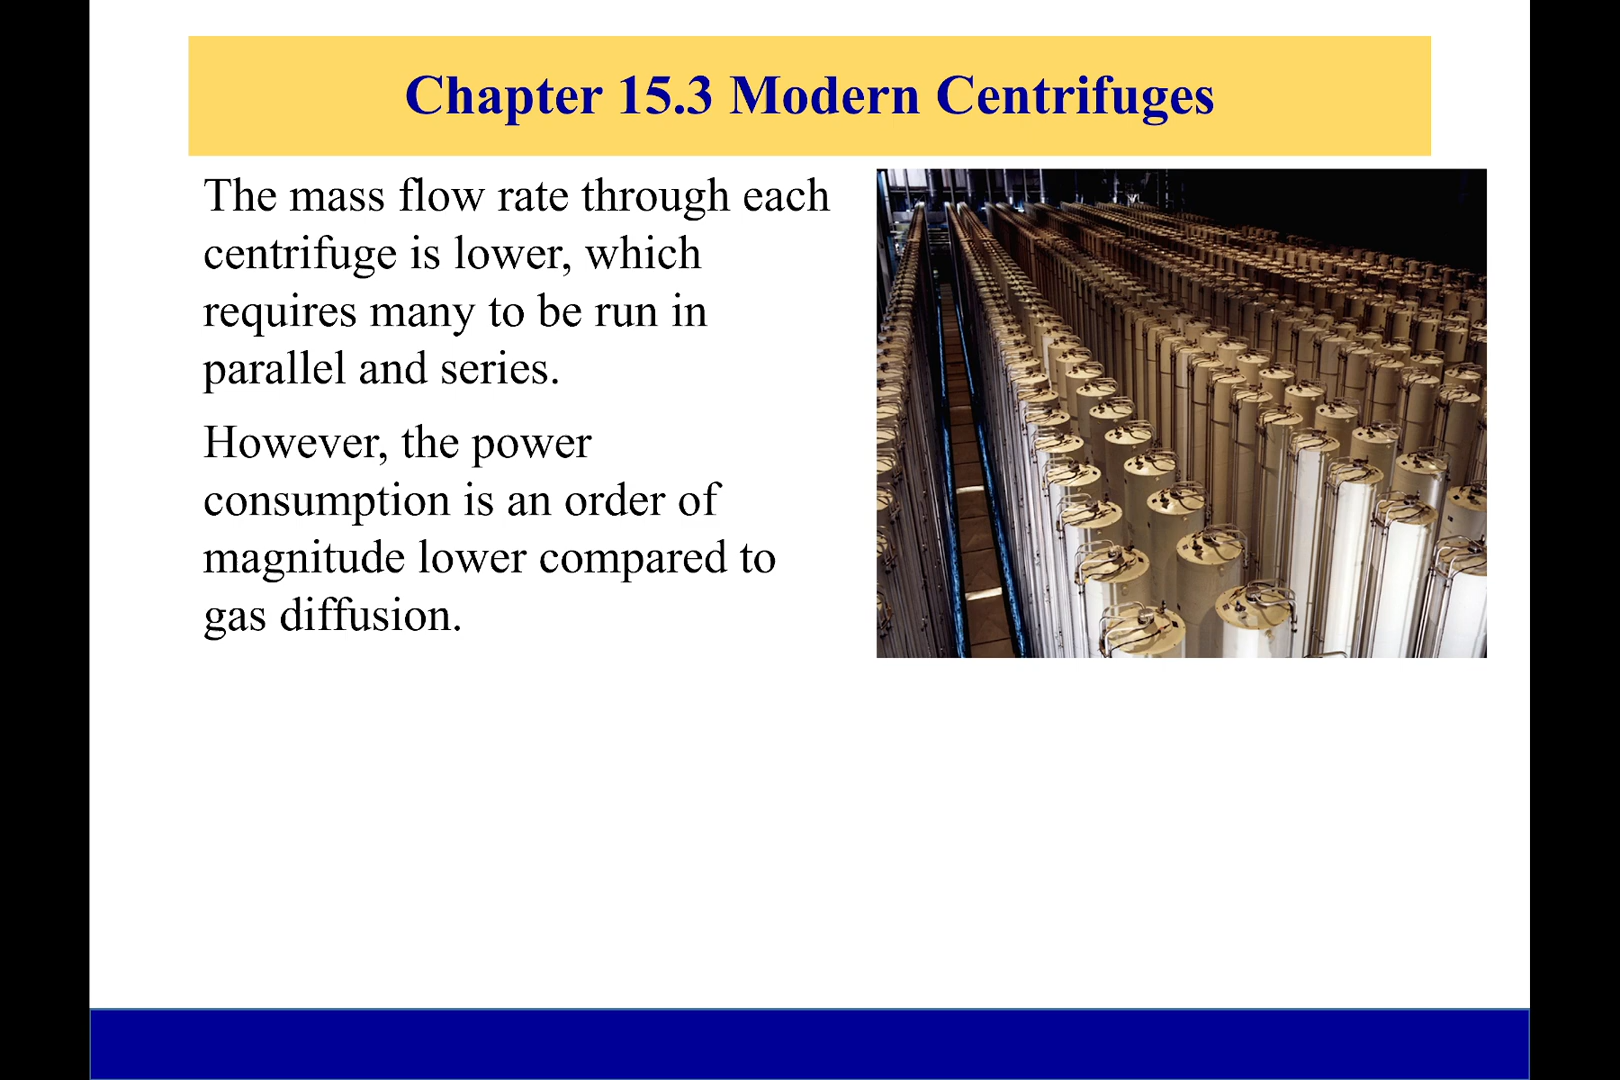 Chapter 15.3 Modern Centrifuges
The mass flow rate through each
centrifuge is lower, which
requires many to be run in
parallel and series.
However, the power
consumption is an order of
magnitude lower compared to
gas diffusion.